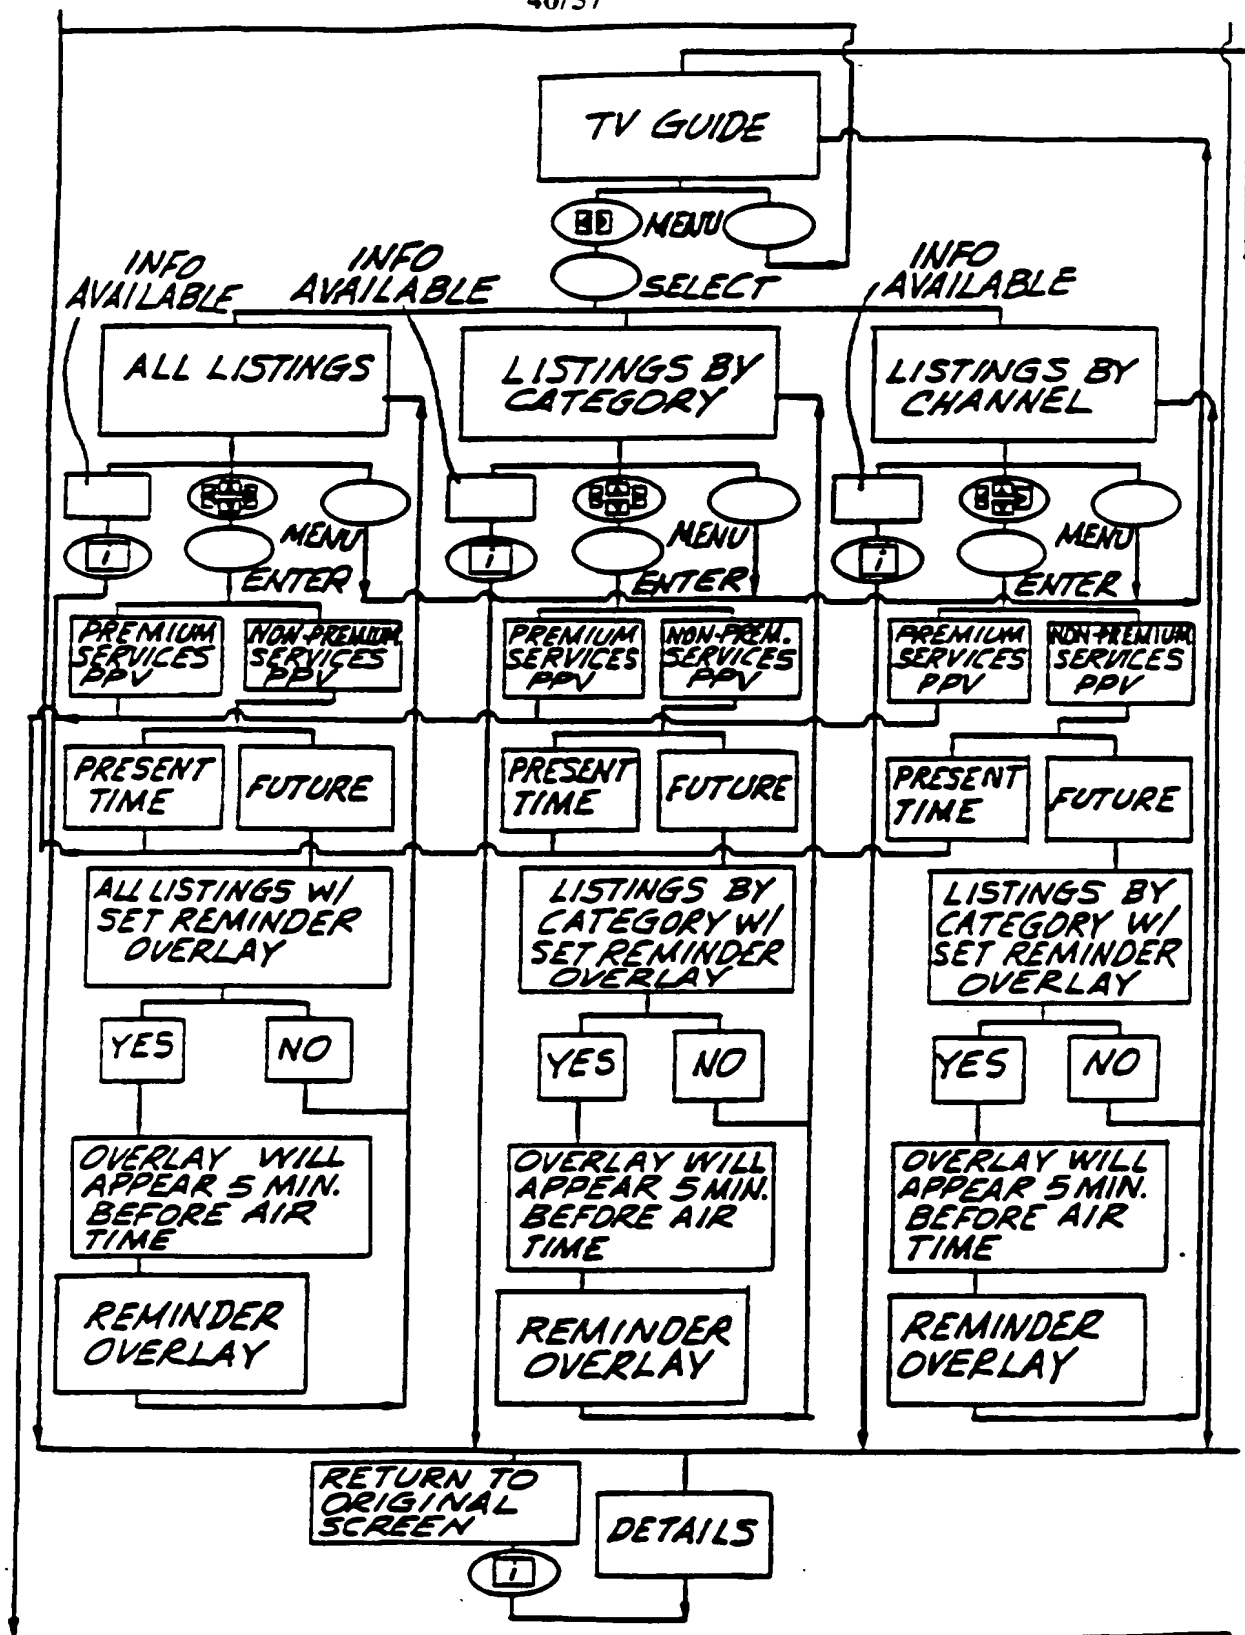 TV GUIDE
MENU
SELECT
INFO
AVAILABLE
INFO
AVAILABLE
INFO
AVAILABLE
ALL LISTINGS
LISTINGS BY
CATEGORY
LISTINGS BY
CHANNEL
i
MENU
ENTER
i
MENU
ENTER
i
MENU
ENTER
PREMIUM
SERVICES
PPV
NON-PREMIUM
SERVICES
PPV
PREMIUM
SERVICES
PPV
NON-PREM.
SERVICES
PPV
PREMIUM
SERVICES
PPV
NON-PREMIUM
SERVICES
PPV
PRESENT
TIME
FUTURE
PRESENT
TIME
FUTURE
PRESENT
TIME
FUTURE
ALL LISTINGS W/
SET REMINDER
OVERLAY
LISTINGS BY
CATEGORY W/
SET REMINDER
OVERLAY
LISTINGS BY
CATEGORY W/
SET REMINDER
OVERLAY
YES
NO
YES
NO
YES
NO
OVERLAY WILL
APPEAR 5 MIN.
BEFORE AIR
TIME
OVERLAY WILL
APPEAR 5 MIN.
BEFORE AIR
TIME
OVERLAY WILL
APPEAR 5 MIN.
BEFORE AIR
TIME
REMINDER
OVERLAY
REMINDER
OVERLAY
REMINDER
OVERLAY
RETURN TO
ORIGINAL
SCREEN
DETAILS
i